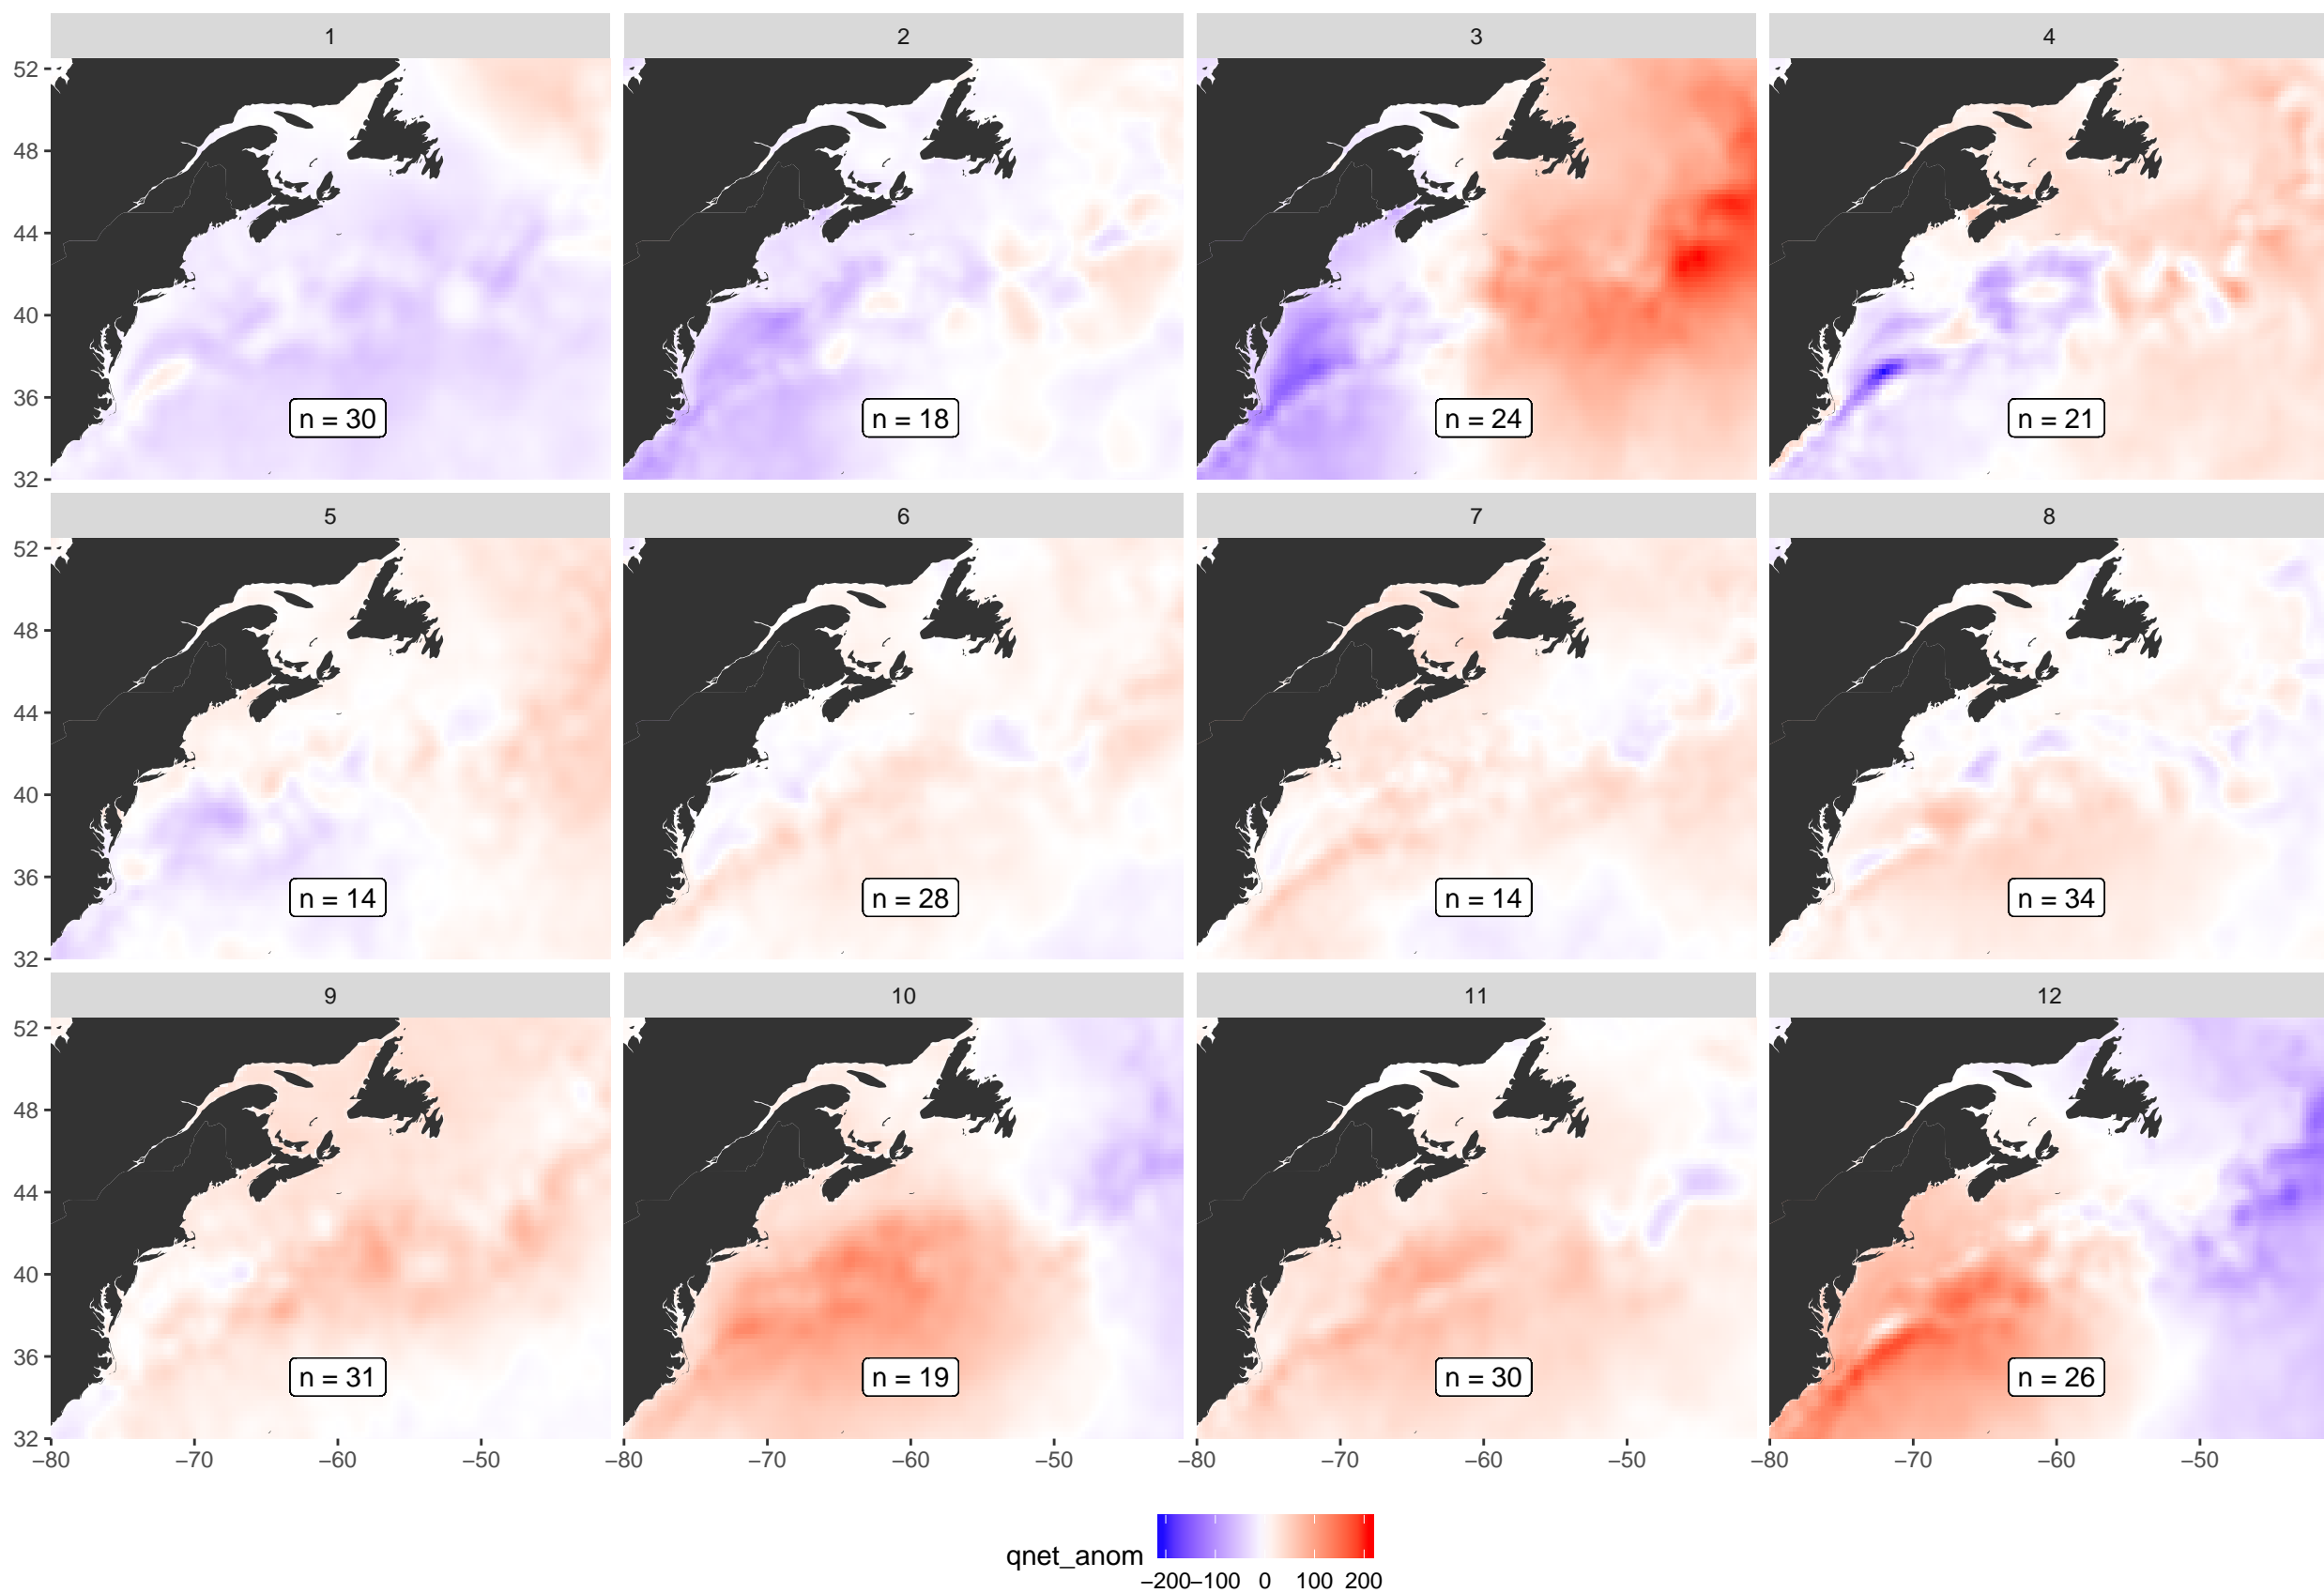 1 2 3 4
52
48
44
40
36
32
n = 30 n = 18 n = 24 n = 21
5 6 7 8
52
48
44
40
36
32
n = 14 n = 28 n = 14 n = 34
9 10 11 12
52
48
44
40
36
32
n = 31 n = 19 n = 30 n = 26
−80 −70 −60 −50 −80 −70 −60 −50 −80 −70 −60 −50 −80 −70 −60 −50
qnet_anom
−200 −100 0 100 200